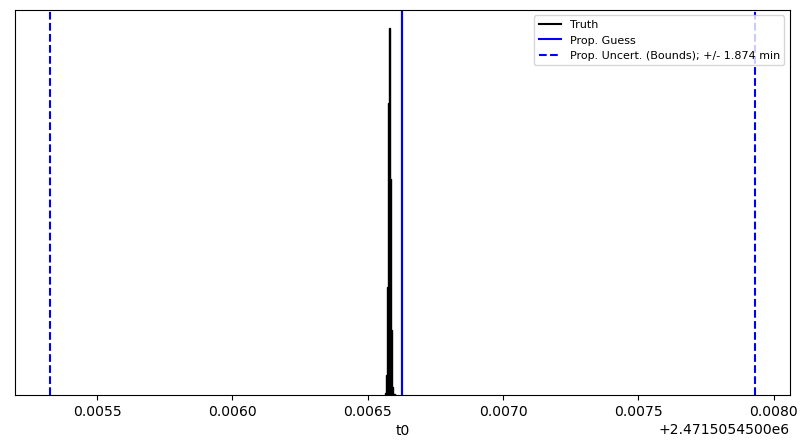 Truth
Prop. Guess
Prop. Uncert. (Bounds); +/- 1.874 min
0.0055 0.0060 0.0065 0.0070 0.0075 0.0080
t0
+2.4715054500e6